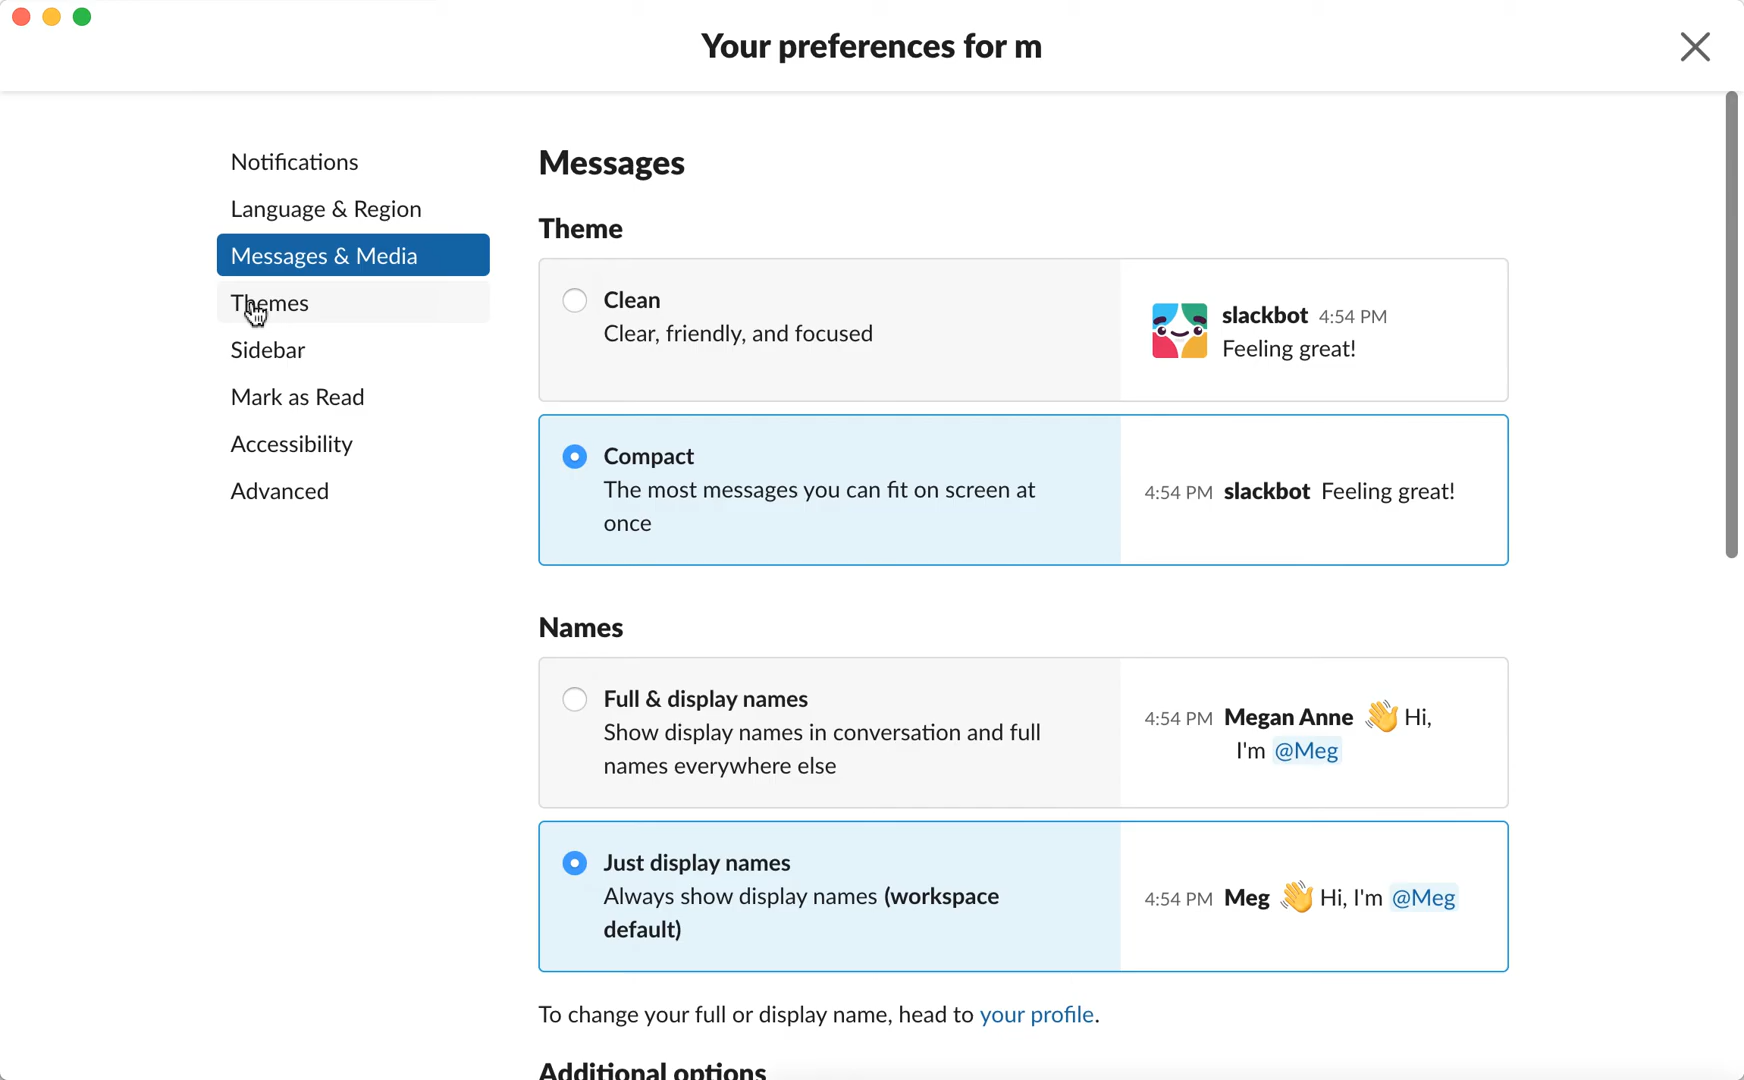 Your preferences for m
Notifications
Language & Region
Messages & Media
Themes
Sidebar
Mark as Read
Accessibility
Advanced
Messages
Theme
Clean
Clear, friendly, and focused
slackbot 4:54 PM
Feeling great!
Compact
The most messages you can fit on screen at
once
4:54 PM slackbot Feeling great!
Names
Full & display names
Show display names in conversation and full
names everywhere else
4:54 PM Megan Anne 👋 Hi,
I'm @Meg
Just display names
Always show display names (workspace
default)
4:54 PM Meg 👋 Hi, I'm @Meg
To change your full or display name, head to your profile.
Additional options